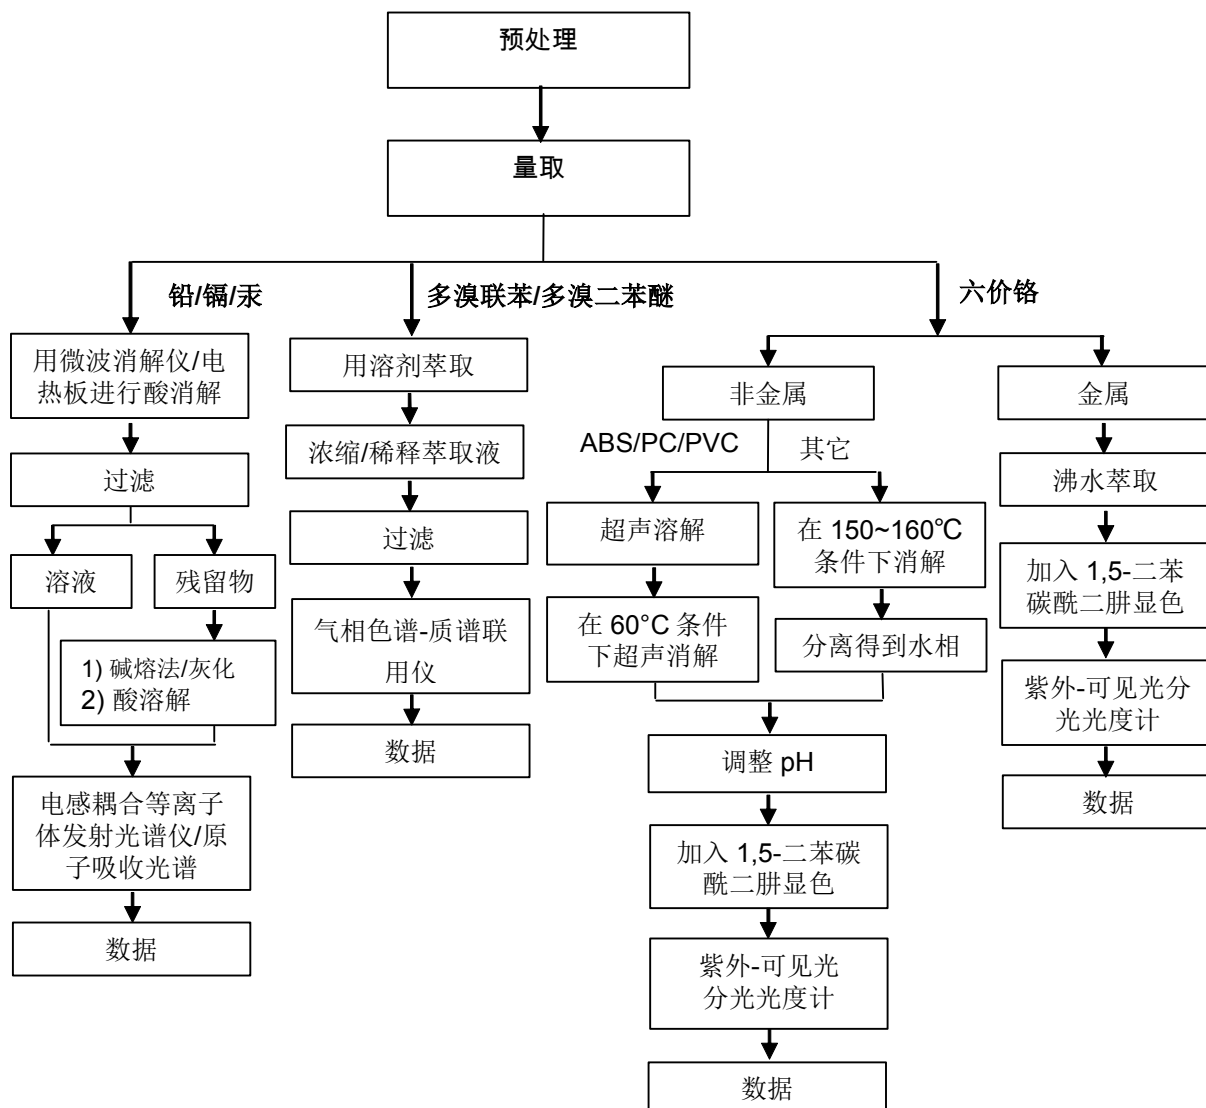 预处理
量取
铅/镉/汞
多溴联苯/多溴二苯醚
六价铬
用微波消解仪/电
热板进行酸消解
过滤
溶液
残留物
1) 碱熔法/灰化
2) 酸溶解
电感耦合等离子
体发射光谱仪/原
子吸收光谱
数据
用溶剂萃取
浓缩/稀释萃取液
过滤
气相色谱-质谱联
用仪
数据
非金属
ABS/PC/PVC
其它
超声溶解
在 60°C 条件
下超声消解
在 150~160℃
条件下消解
分离得到水相
调整 pH
加入 1,5-二苯碳
酰二肼显色
紫外-可见光
分光光度计
数据
金属
沸水萃取
加入 1,5-二苯
碳酰二肼显色
紫外-可见光分
光光度计
数据